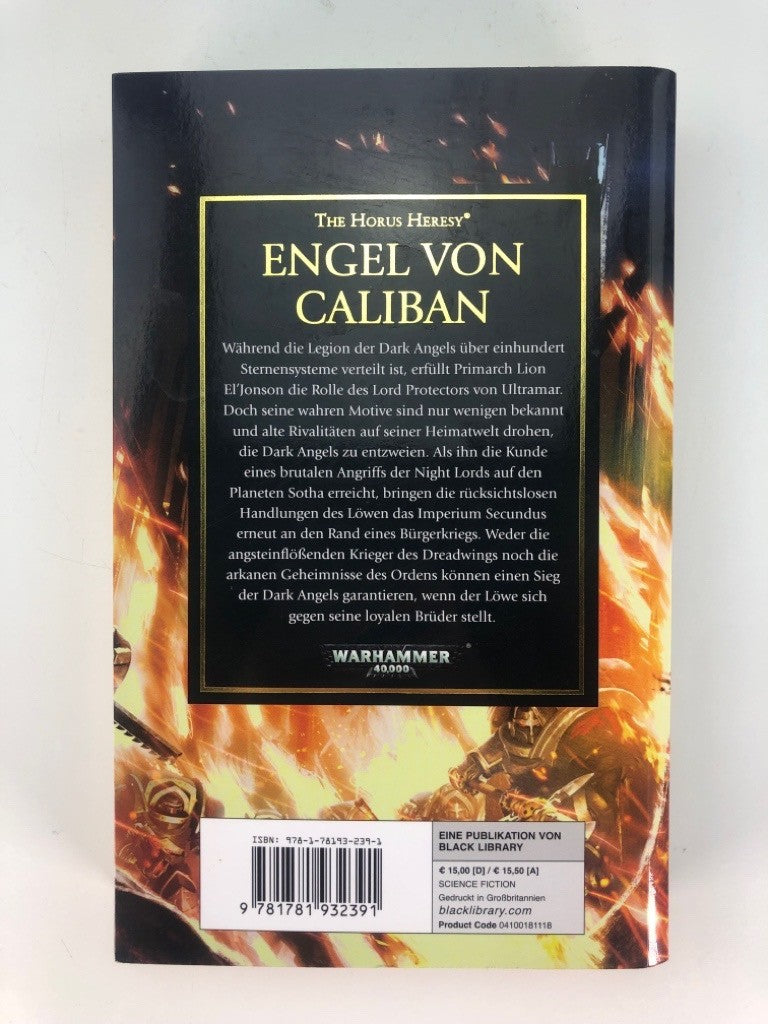 The Horus Heresy®
ENGEL VON
CALIBAN
Während die Legion der Dark Angels über einhundert
Sternensysteme verteilt ist, erfüllt Primarch Lion
El'Jonson die Rolle des Lord Protectors von Ultramar.
Doch seine wahren Motive sind nur wenigen bekannt
und alte Rivalitäten auf seiner Heimatwelt drohen,
die Dark Angels zu entzweien. Als ihn die Kunde
eines brutalen Angriffs der Night Lords auf den
Planeten Sotha erreicht, bringen die rücksichtslosen
Handlungen des Löwen das Imperium Secundus
erneut an den Rand eines Bürgerkriegs. Weder die
angsteinflößenden Krieger des Dreadwings noch die
arkanen Geheimnisse des Ordens können einen Sieg
der Dark Angels garantieren, wenn der Löwe sich
gegen seine loyalen Brüder stellt.
WARHAMMER®
40,000
ISBN: 978-1-78193-239-1
9 781781 932391
EINE PUBLIKATION VON
BLACK LIBRARY
€ 15,00 [D] / € 15,50 [A]
SCIENCE FICTION
Gedruckt in Großbritannien
blacklibrary.com
Product Code 04100181118